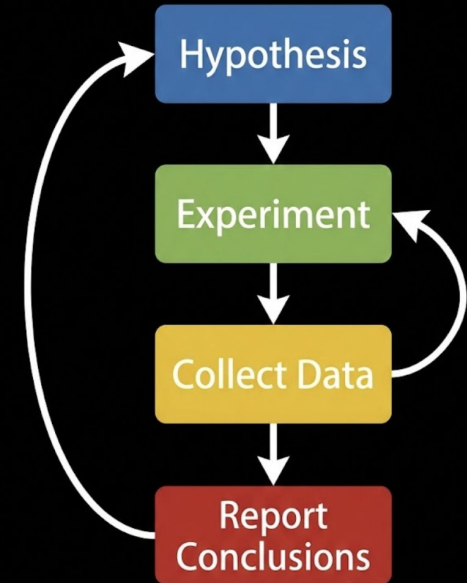 Hypothesis
Experiment
Collect Data
Report
Conclusions